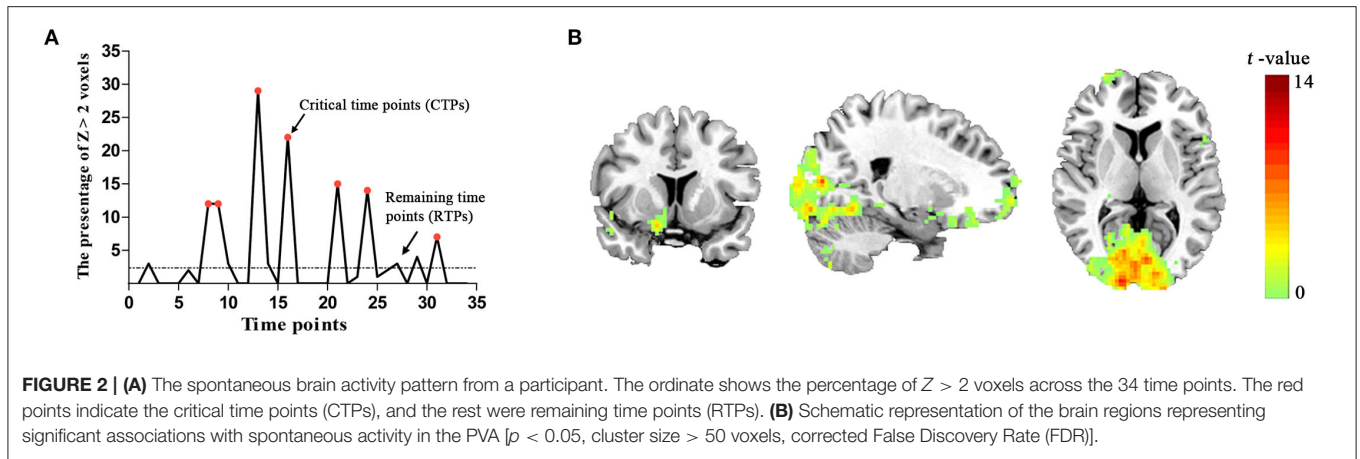 A
The presentage of Z > 2 voxels
35
30
25
20
15
10
5
Critical time points (CTPs)
Remaining time
points (RTPs)
0 5 10 15 20 25 30 35
Time points
B
t -value
14
0
FIGURE 2 | (A) The spontaneous brain activity pattern from a participant. The ordinate shows the percentage of Z > 2 voxels across the 34 time points. The red
points indicate the critical time points (CTPs), and the rest were remaining time points (RTPs). (B) Schematic representation of the brain regions representing
significant associations with spontaneous activity in the PVA [p < 0.05, cluster size > 50 voxels, corrected False Discovery Rate (FDR)].